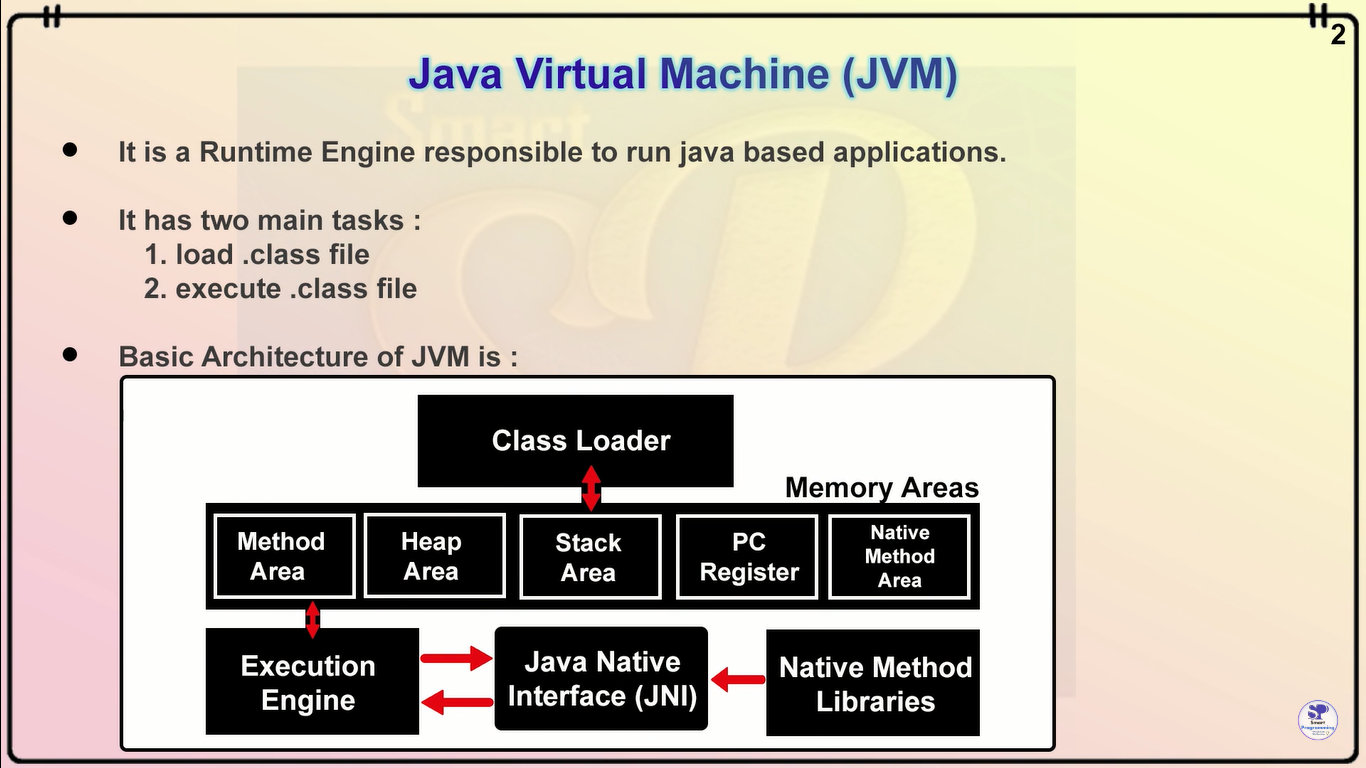 2
Java Virtual Machine (JVM)
Smart
● It is a Runtime Engine responsible to run java based applications.
● It has two main tasks :
1. load .class file
2. execute .class file
● Basic Architecture of JVM is :
Class Loader
Memory Areas
Method
Area
Heap
Area
Stack
Area
PC
Register
Native
Method
Area
Execution
Engine
Java Native
Interface (JNI)
Native Method
Libraries
SP
Smart
Programming